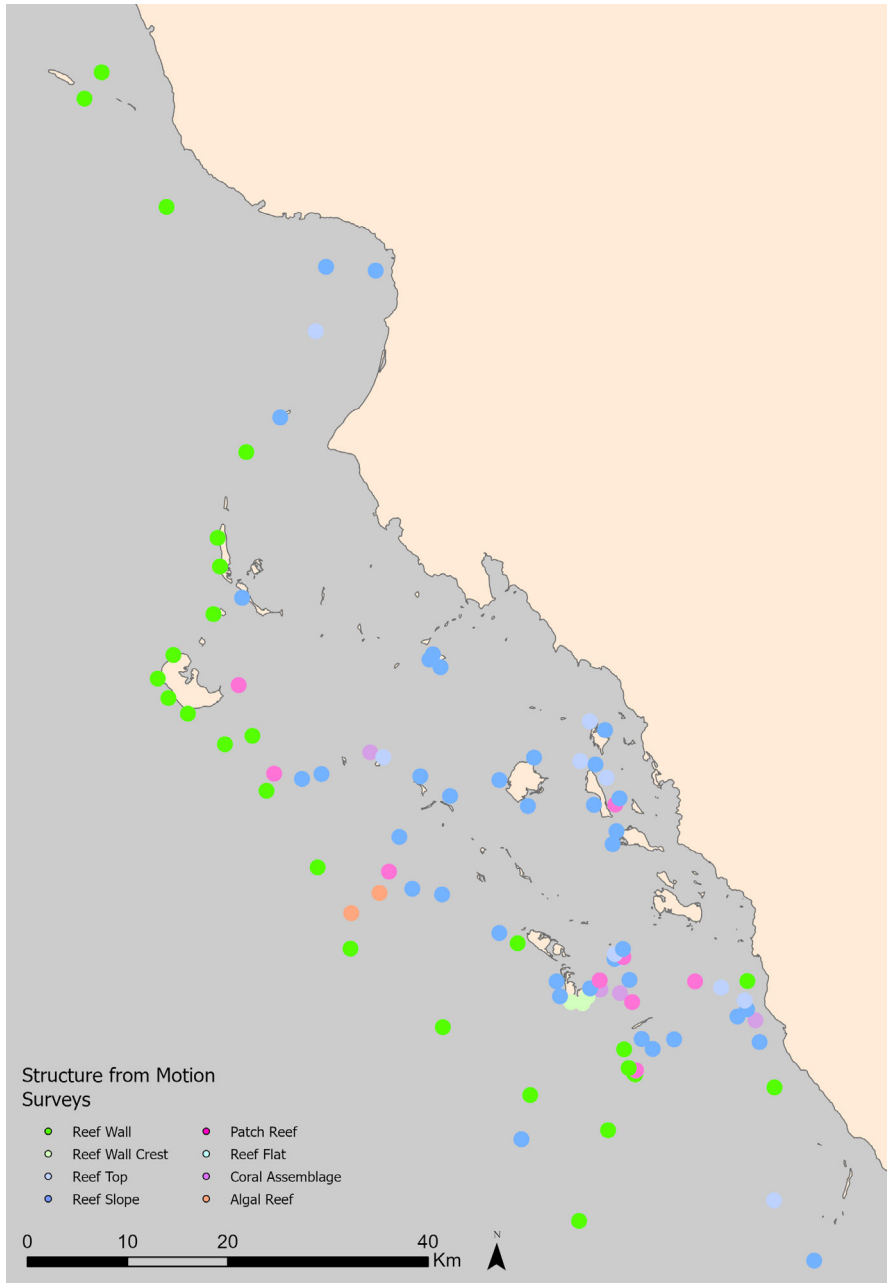 Structure from Motion
Surveys
Reef Wall
Reef Wall Crest
Reef Top
Reef Slope
Patch Reef
Reef Flat
Coral Assemblage
Algal Reef
0 10 20 40 Km
N